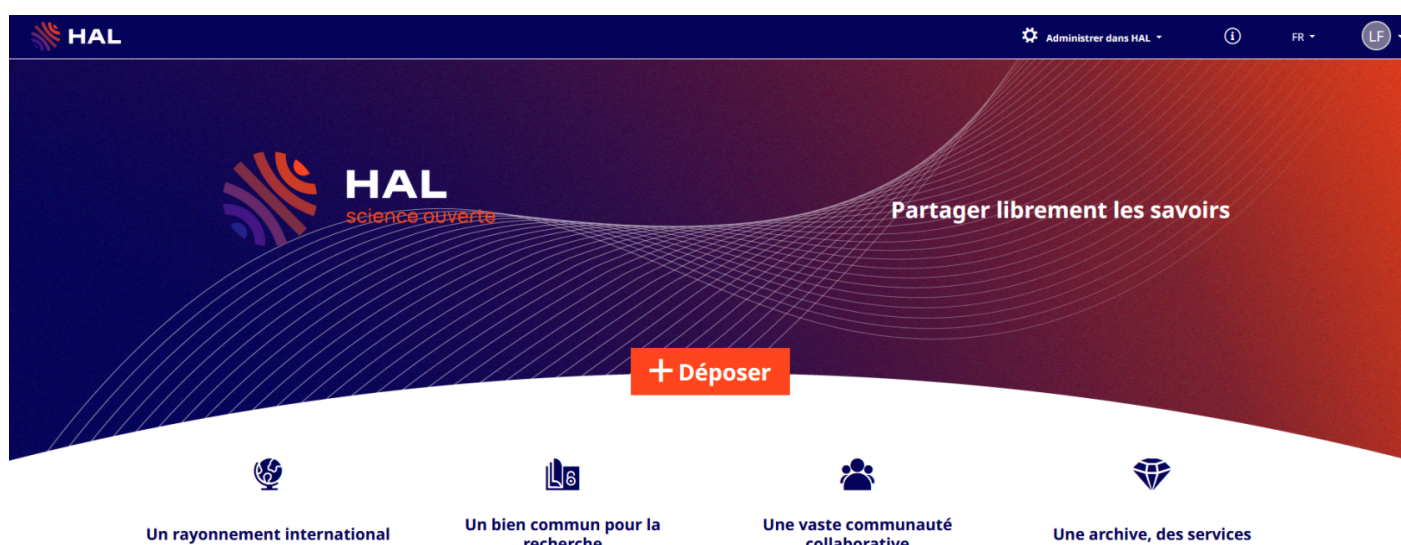 HAL
Administrer dans HAL
FR
LF
HAL
science ouverte
Partager librement les savoirs
+ Déposer
Un rayonnement international
Un bien commun pour la
recherche
Une vaste communauté
collaborative
Une archive, des services